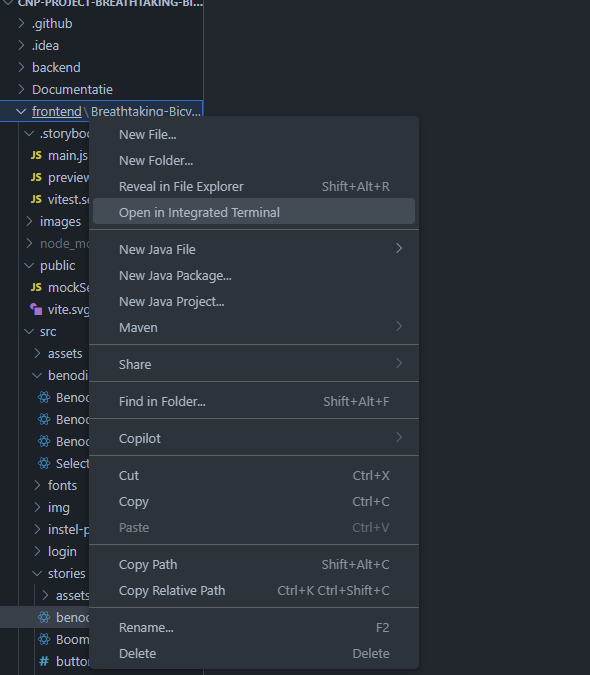 CNP-PROJECT-BREATHTAKING-BI...
.github
.idea
backend
Documentatie
frontend\Breathtaking-Bicy...
.storyboo
main.js
preview
vitest.se
images
node_mo
public
mockSe
vite.svg
src
assets
benodi
Benod
Benod
Benod
Select
fonts
img
instel-p
login
stories
assets
benod
Boom
button
New File...
New Folder...
Reveal in File Explorer Shift+Alt+R
Open in Integrated Terminal
New Java File
New Java Package...
New Java Project...
Maven
Share
Find in Folder... Shift+Alt+F
Copilot
Cut Ctrl+X
Copy Ctrl+C
Paste Ctrl+V
Copy Path Shift+Alt+C
Copy Relative Path Ctrl+K Ctrl+Shift+C
Rename... F2
Delete Delete